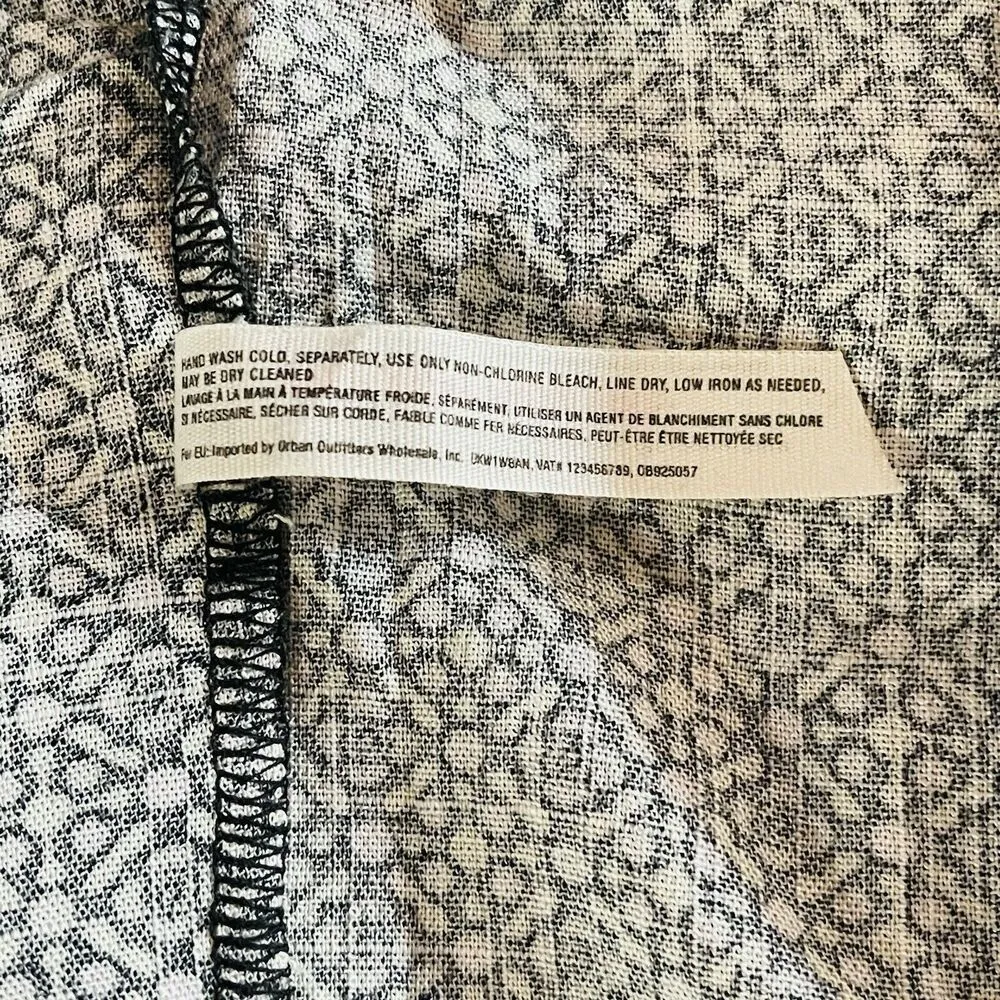 HAND WASH COLD, SEPARATELY, USE ONLY NON-CHLORINE BLEACH, LINE DRY, LOW IRON AS NEEDED,
MAY BE DRY CLEANED
LAVAGE À LA MAIN À TEMPÉRATURE FROIDE, SÉPARÉMENT, UTILISER UN AGENT DE BLANCHIMENT SANS CHLORE
SI NÉCESSAIRE, SÉCHER SUR CORDE, FAIBLE COMME FER NÉCESSAIRES, PEUT-ÊTRE ÊTRE NETTOYÉE SEC
For EU: Imported by Urban Outfitters Wholesale, Inc. UKW1W8AN, VAT# 123456789, 0B925057